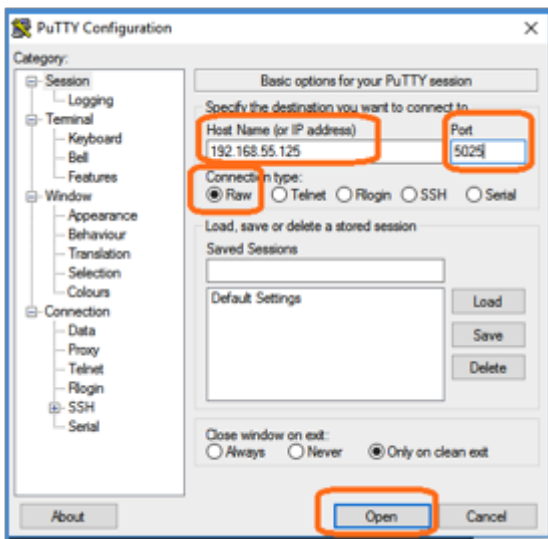 PuTTY Configuration
Category:
Session
Logging
Terminal
Keyboard
Bell
Features
Window
Appearance
Behaviour
Translation
Selection
Colours
Connection
Data
Proxy
Telnet
Rlogin
SSH
Serial
Basic options for your PuTTY session
Specify the destination you want to connect to
Host Name (or IP address) Port
192.168.55.125 5025
Connection type:
Raw Telnet Rlogin SSH Serial
Load, save or delete a stored session
Saved Sessions
Default Settings
Load
Save
Delete
Close window on exit:
Always Never Only on clean exit
About Open Cancel